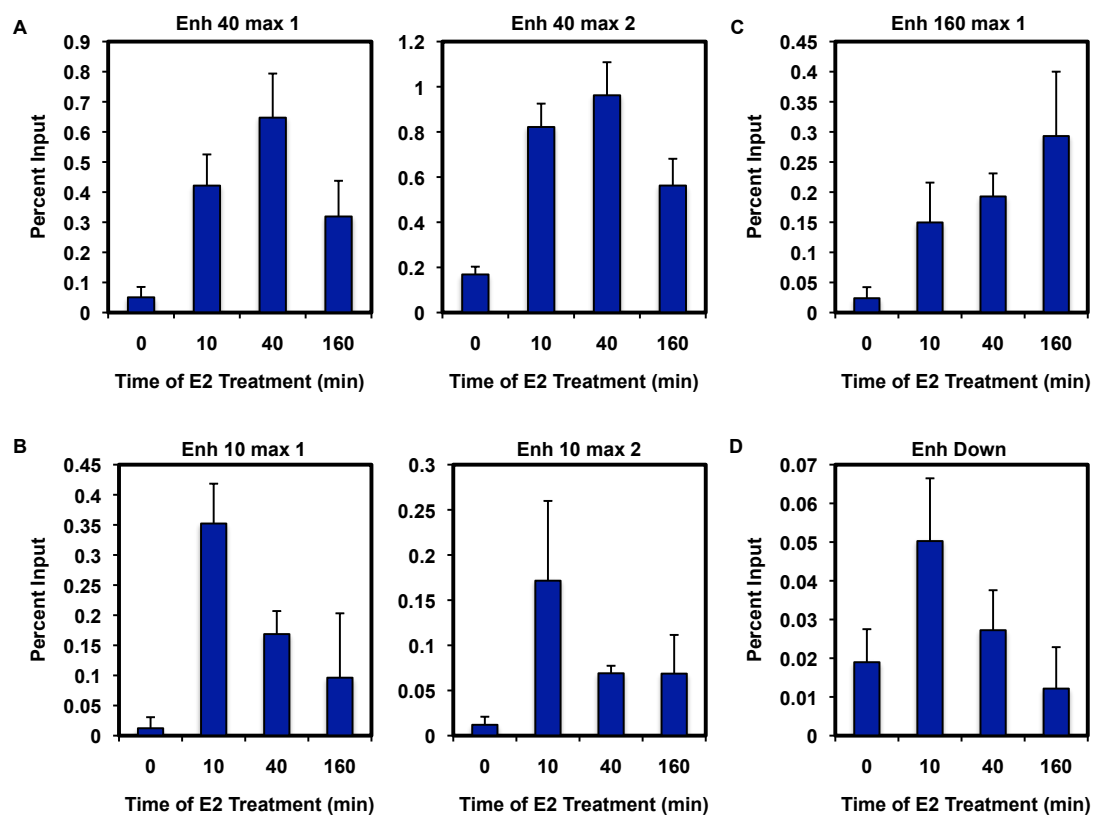 A
Enh 40 max 1
Percent Input
0.9
0.8
0.7
0.6
0.5
0.4
0.3
0.2
0.1
0
0 10 40 160
Time of E2 Treatment (min)
Enh 40 max 2
1.2
1
0.8
0.6
0.4
0.2
0
0 10 40 160
Time of E2 Treatment (min)
C
Enh 160 max 1
Percent Input
0.45
0.4
0.35
0.3
0.25
0.2
0.15
0.1
0.05
0
0 10 40 160
Time of E2 Treatment (min)
B
Enh 10 max 1
Percent Input
0.45
0.4
0.35
0.3
0.25
0.2
0.15
0.1
0.05
0
0 10 40 160
Time of E2 Treatment (min)
Enh 10 max 2
0.3
0.25
0.2
0.15
0.1
0.05
0
0 10 40 160
Time of E2 Treatment (min)
D
Enh Down
Percent Input
0.07
0.06
0.05
0.04
0.03
0.02
0.01
0
0 10 40 160
Time of E2 Treatment (min)